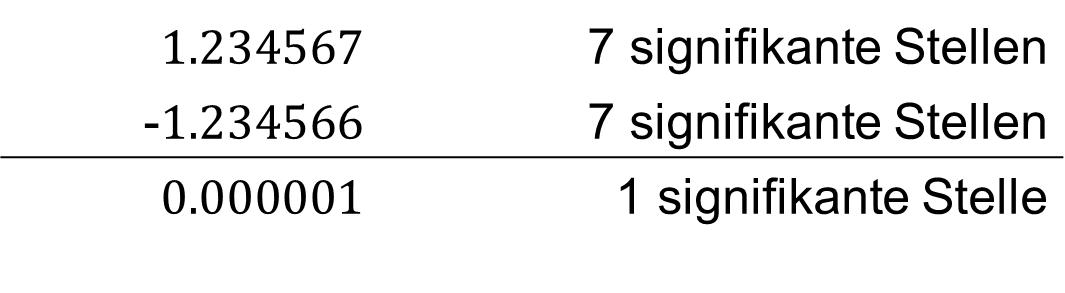 1.234567 7 signifikante Stellen
-1.234566 7 signifikante Stellen
0.000001 1 signifikante Stelle